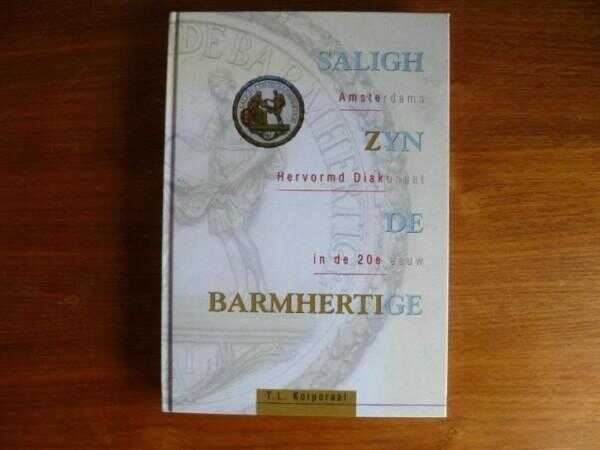 SALIGH
Amsterdams
ZYN
Hervormd Diakonaat
DE
in de 20e eeuw
BARMHERTIGE
T.L. Korporaal